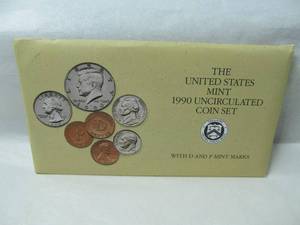 THE
UNITED STATES
MINT
1990 UNCIRCULATED
COIN SET
WITH D AND P MINT MARKS